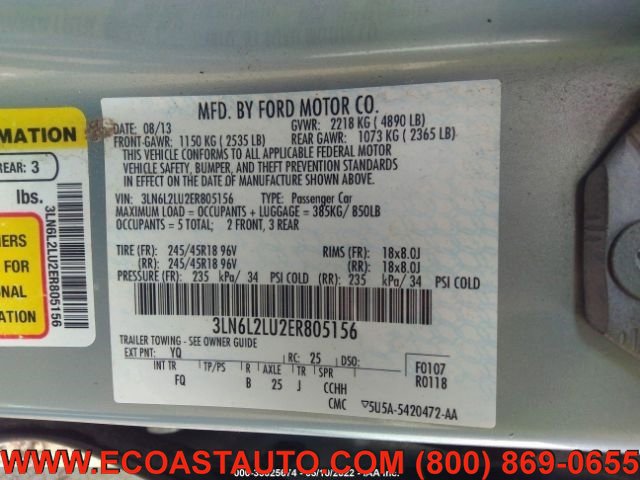 MFD. BY FORD MOTOR CO.
DATE: 08/13 GVWR: 2218 KG ( 4890 LB)
FRONT-GAWR: 1150 KG ( 2535 LB) REAR GAWR: 1073 KG ( 2365 LB)
THIS VEHICLE CONFORMS TO ALL APPLICABLE FEDERAL MOTOR
VEHICLE SAFETY, BUMPER, AND THEFT PREVENTION STANDARDS
IN EFFECT ON THE DATE OF MANUFACTURE SHOWN ABOVE.
VIN: 3LN6L2LU2ER805156 TYPE: Passenger Car
MAXIMUM LOAD = OCCUPANTS + LUGGAGE = 385KG/ 850LB
OCCUPANTS = 5 TOTAL; 2 FRONT, 3 REAR
TIRE (FR): 245/45R18 96V RIMS (FR): 18x8.0J
(RR): 245/45R18 96V (RR): 18x8.0J
PRESSURE (FR): 235 kPa/ 34 PSI COLD (RR): 235 kPa/ 34 PSI COLD
3LN6L2LU2ER805156
TRAILER TOWING - SEE OWNER GUIDE
EXT PNT: YQ RC: 25 DSO: F0107
INT TR TP/PS R AXLE TR SPR R0118
FQ B 25 J CCHH
CMC 5U5A-5420472-AA
RMATION
REAR: 3
lbs.
3LN6L2LU2ER805156
FOR
WWW.ECOASTAUTO.COM (800) 869-0655